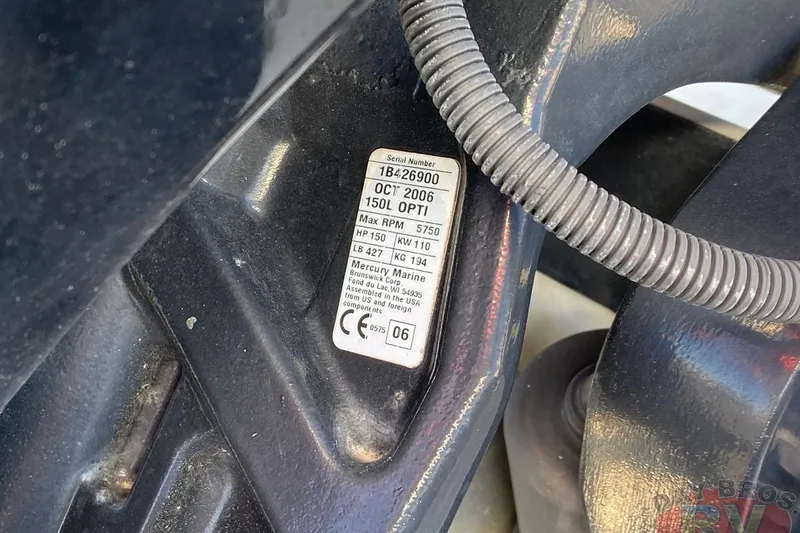 Serial Number
1B426900
OCT 2006
150L OPTI
Max RPM 5750
HP 150 KW 110
LB 427 KG 194
Mercury Marine
Brunswick Corp.
Fond du Lac, WI 54935
Assembled in the USA
from US and foreign
components
CE 0575 06
BROS
RV